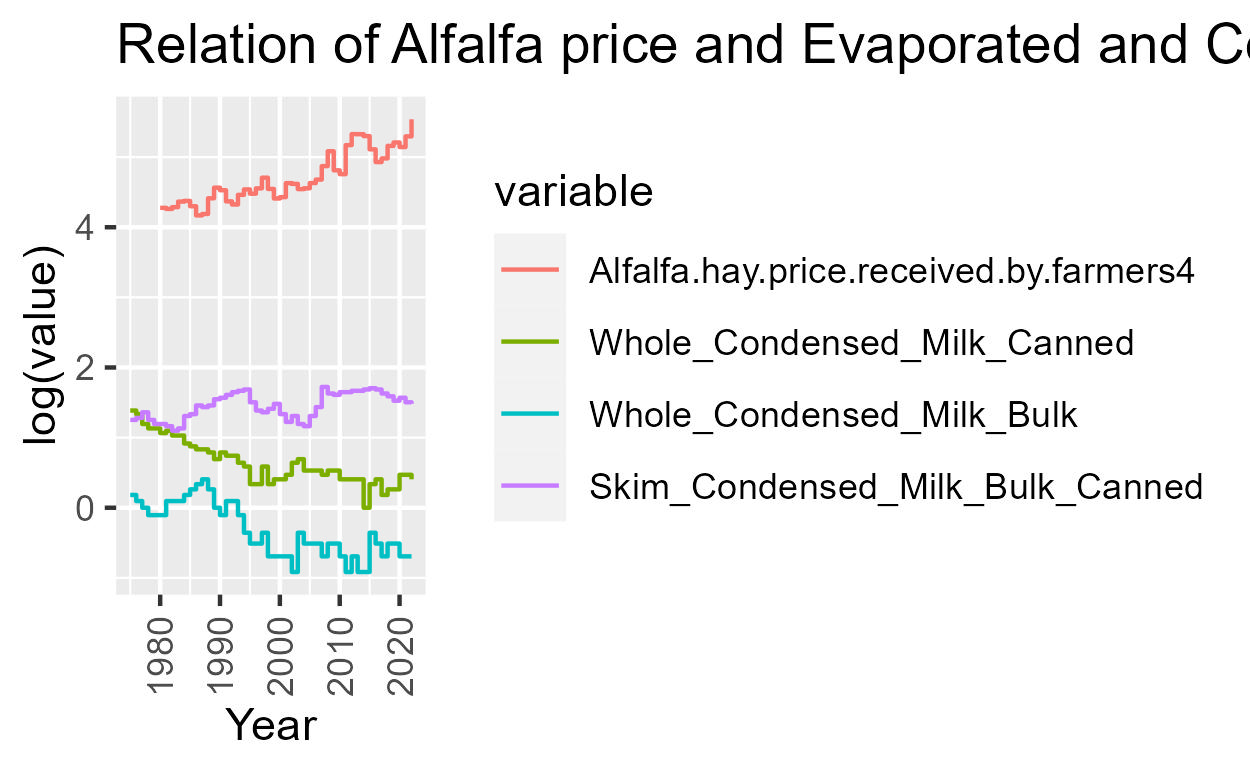 Relation of Alfalfa price and Evaporated and
log(value)
4
2
0
1980
1990
2000
2010
2020
Year
variable
Alfalfa.hay.price.received.by.farmers4
Whole_Condensed_Milk_Canned
Whole_Condensed_Milk_Bulk
Skim_Condensed_Milk_Bulk_Canned